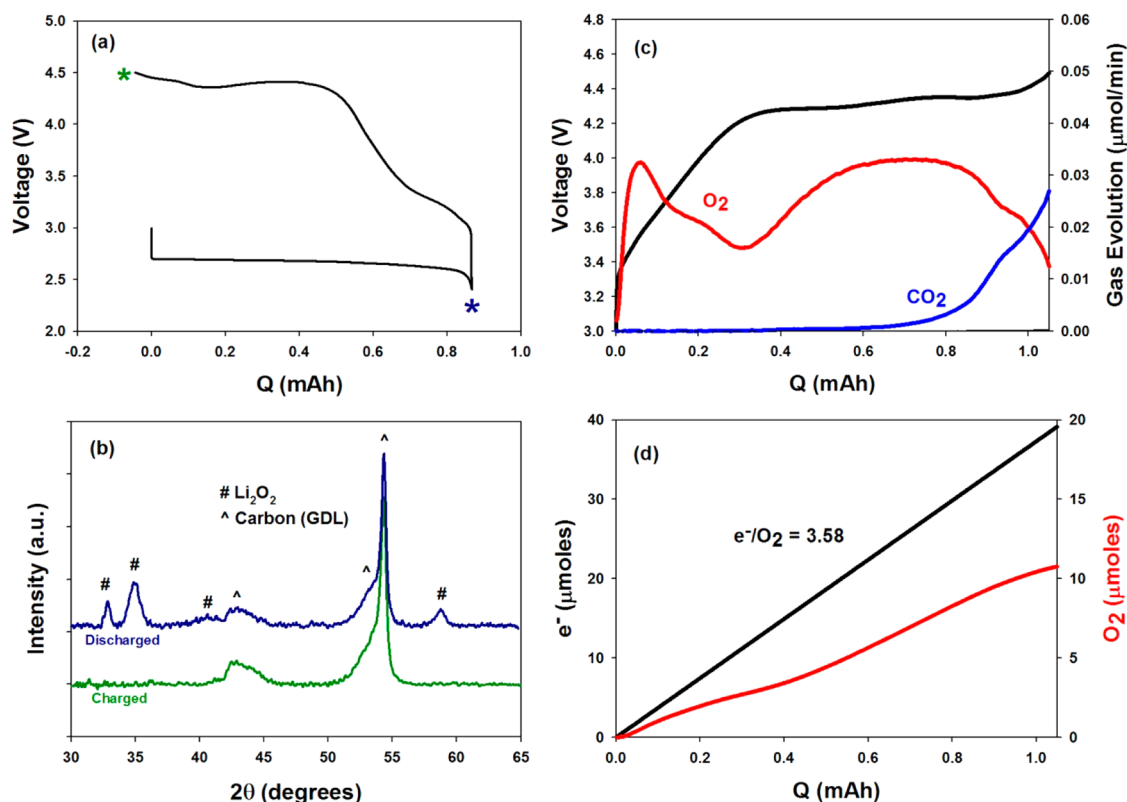 (a)
5.0
4.5
4.0
3.5
3.0
2.5
2.0
Voltage (V)
*
*
-0.2 0.0 0.2 0.4 0.6 0.8 1.0
Q (mAh)
(c)
4.8
4.6
4.4
4.2
4.0
3.8
3.6
3.4
3.2
3.0
Voltage (V)
O2
CO2
0.06
0.05
0.04
0.03
0.02
0.01
0.00
Gas Evolution (μmol/min)
0.0 0.2 0.4 0.6 0.8 1.0
Q (mAh)
(b)
# Li2O2
^ Carbon (GDL)
^
# # # ^ ^ #
Discharged
Charged
Intensity (a.u.)
30 35 40 45 50 55 60 65
2θ (degrees)
(d)
40
30
20
10
0
e⁻ (μmoles)
e⁻/O2 = 3.58
20
15
10
5
0
O2 (μmoles)
0.0 0.2 0.4 0.6 0.8 1.0
Q (mAh)